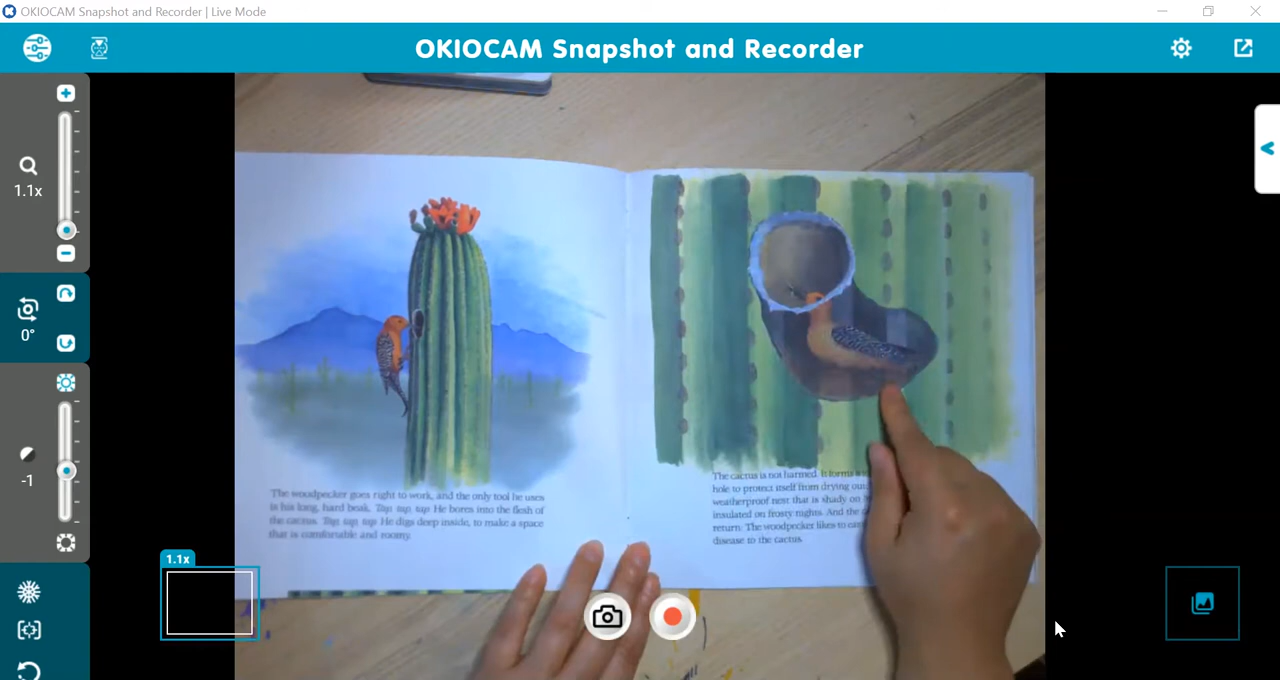 OKIOCAM Snapshot and Recorder | Live Mode
OKIOCAM Snapshot and Recorder
1.1x
0°
-1
1.1x
The woodpecker goes right to work, and the only tool he uses
is his long, hard beak. Tap, tap, tap. He bores into the flesh of
the cactus. Tap, tap, tap. He digs deep inside, to make a space
that is comfortable and roomy.
The cactus is not harmed. It forms
hole to protect itself from drying out.
weatherproof nest that is shady on
insulated on frosty nights. And the
return: The woodpecker likes to eat
disease to the cactus.